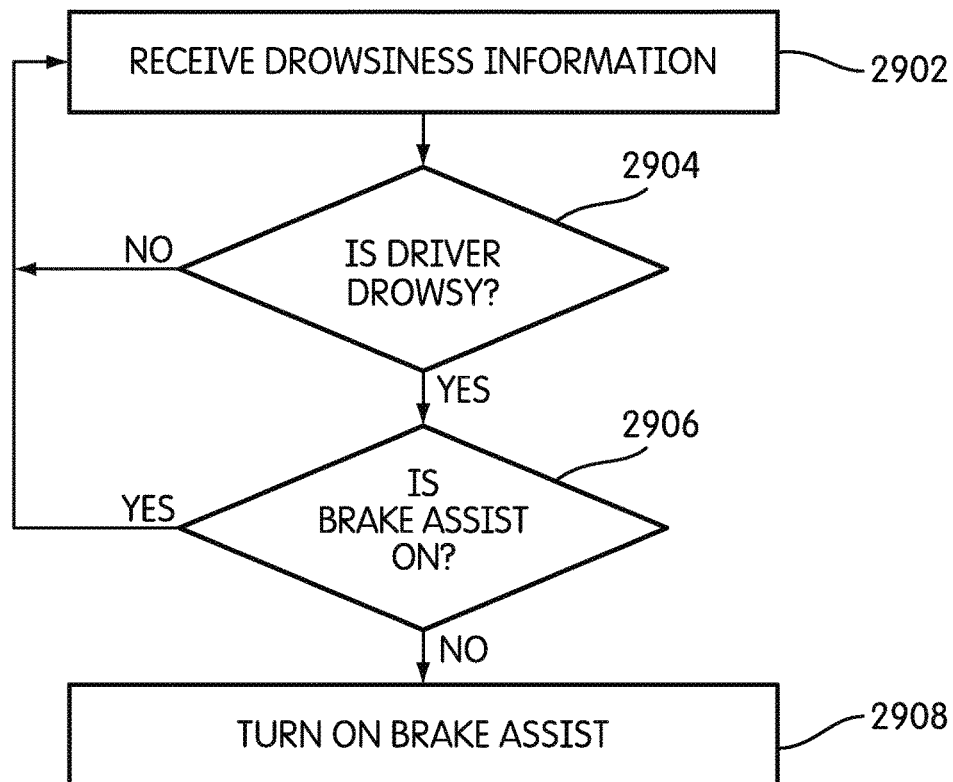 RECEIVE DROWSINESS INFORMATION
2902
2904
IS DRIVER
DROWSY?
NO
YES
2906
IS
BRAKE ASSIST
ON?
YES
NO
TURN ON BRAKE ASSIST
2908